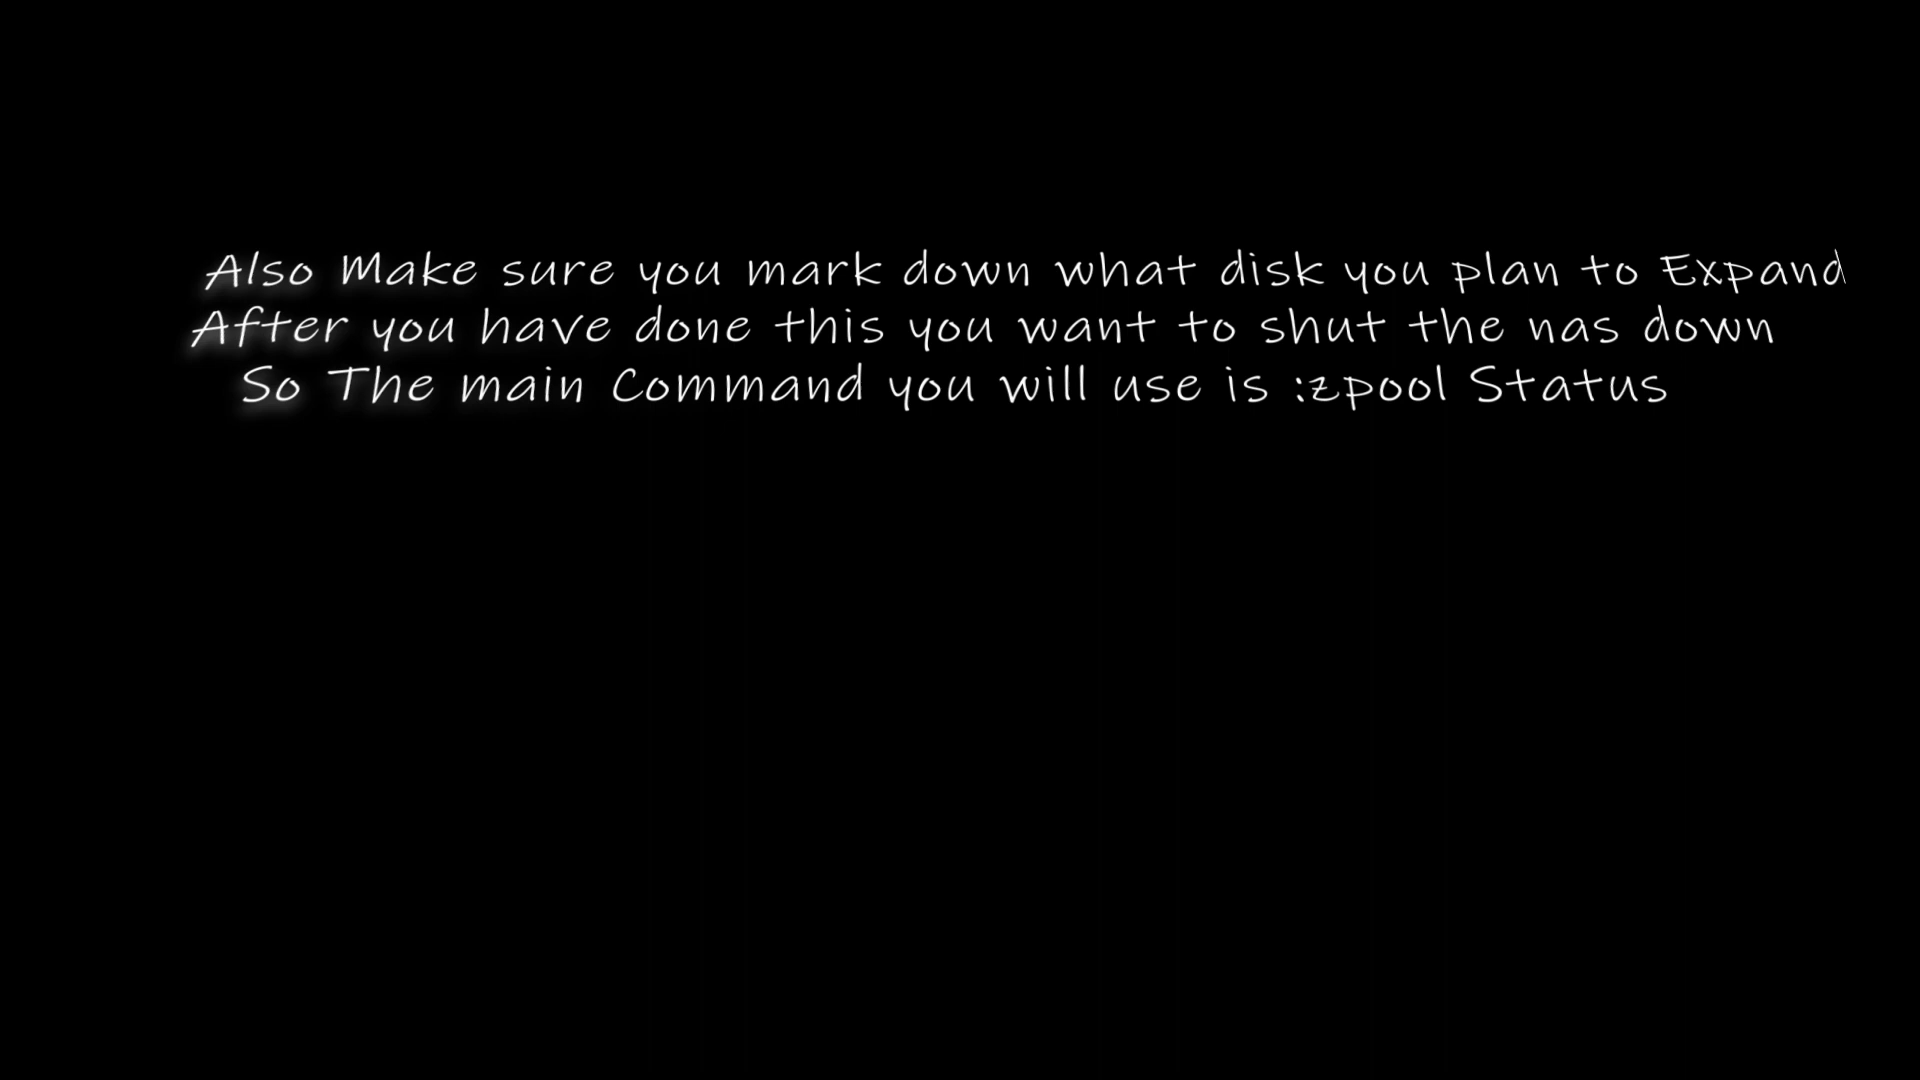 Also Make sure you mark down what disk you plan to Expand
After you have done this you want to shut the nas down
So The main Command you will use is :zpool Status